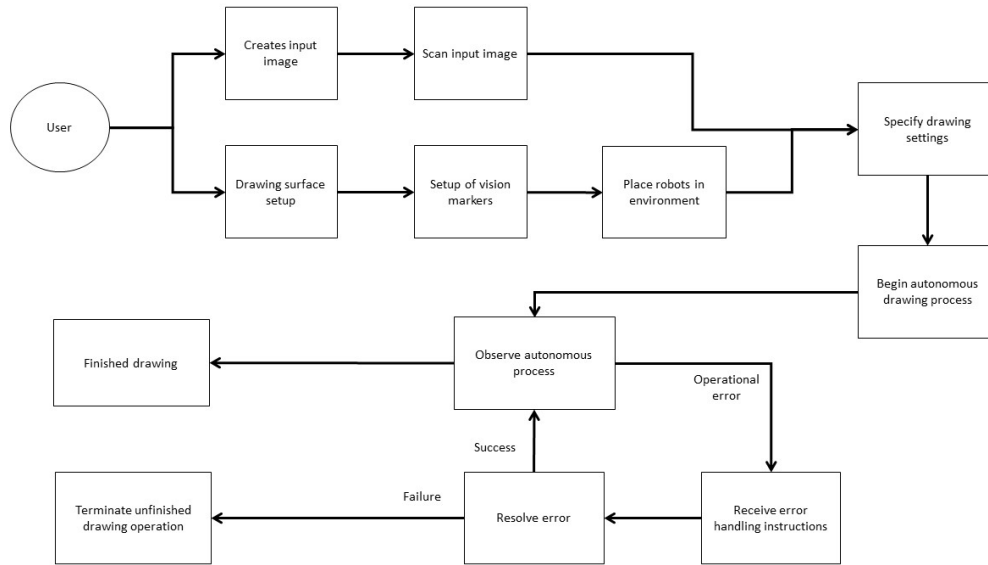 Creates input
image
Scan input image
User
Specify drawing
settings
Drawing surface
setup
Setup of vision
markers
Place robots in
environment
Begin autonomous
drawing process
Finished drawing
Observe autonomous
process
Operational
error
Success
Failure
Terminate unfinished
drawing operation
Resolve error
Receive error
handling instructions